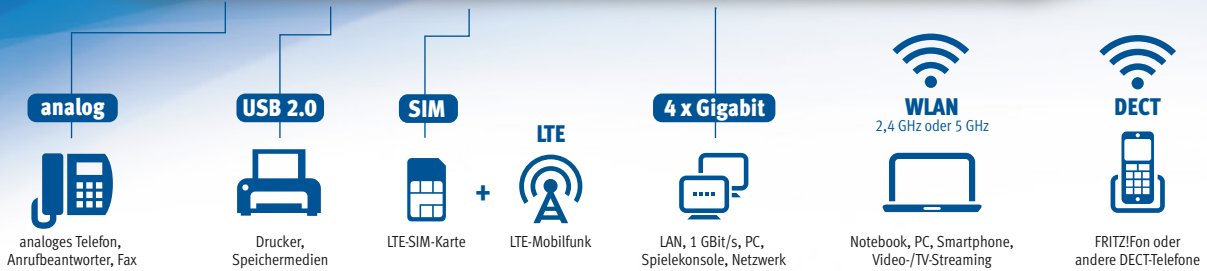 analog
analoges Telefon,
Anrufbeantworter, Fax
USB 2.0
Drucker,
Speichermedien
SIM
LTE-SIM-Karte
+
LTE
LTE-Mobilfunk
4 x Gigabit
LAN, 1 GBit/s, PC,
Spielekonsole, Netzwerk
WLAN
2,4 GHz oder 5 GHz
Notebook, PC, Smartphone,
Video-/TV-Streaming
DECT
FRITZ!Fon oder
andere DECT-Telefone